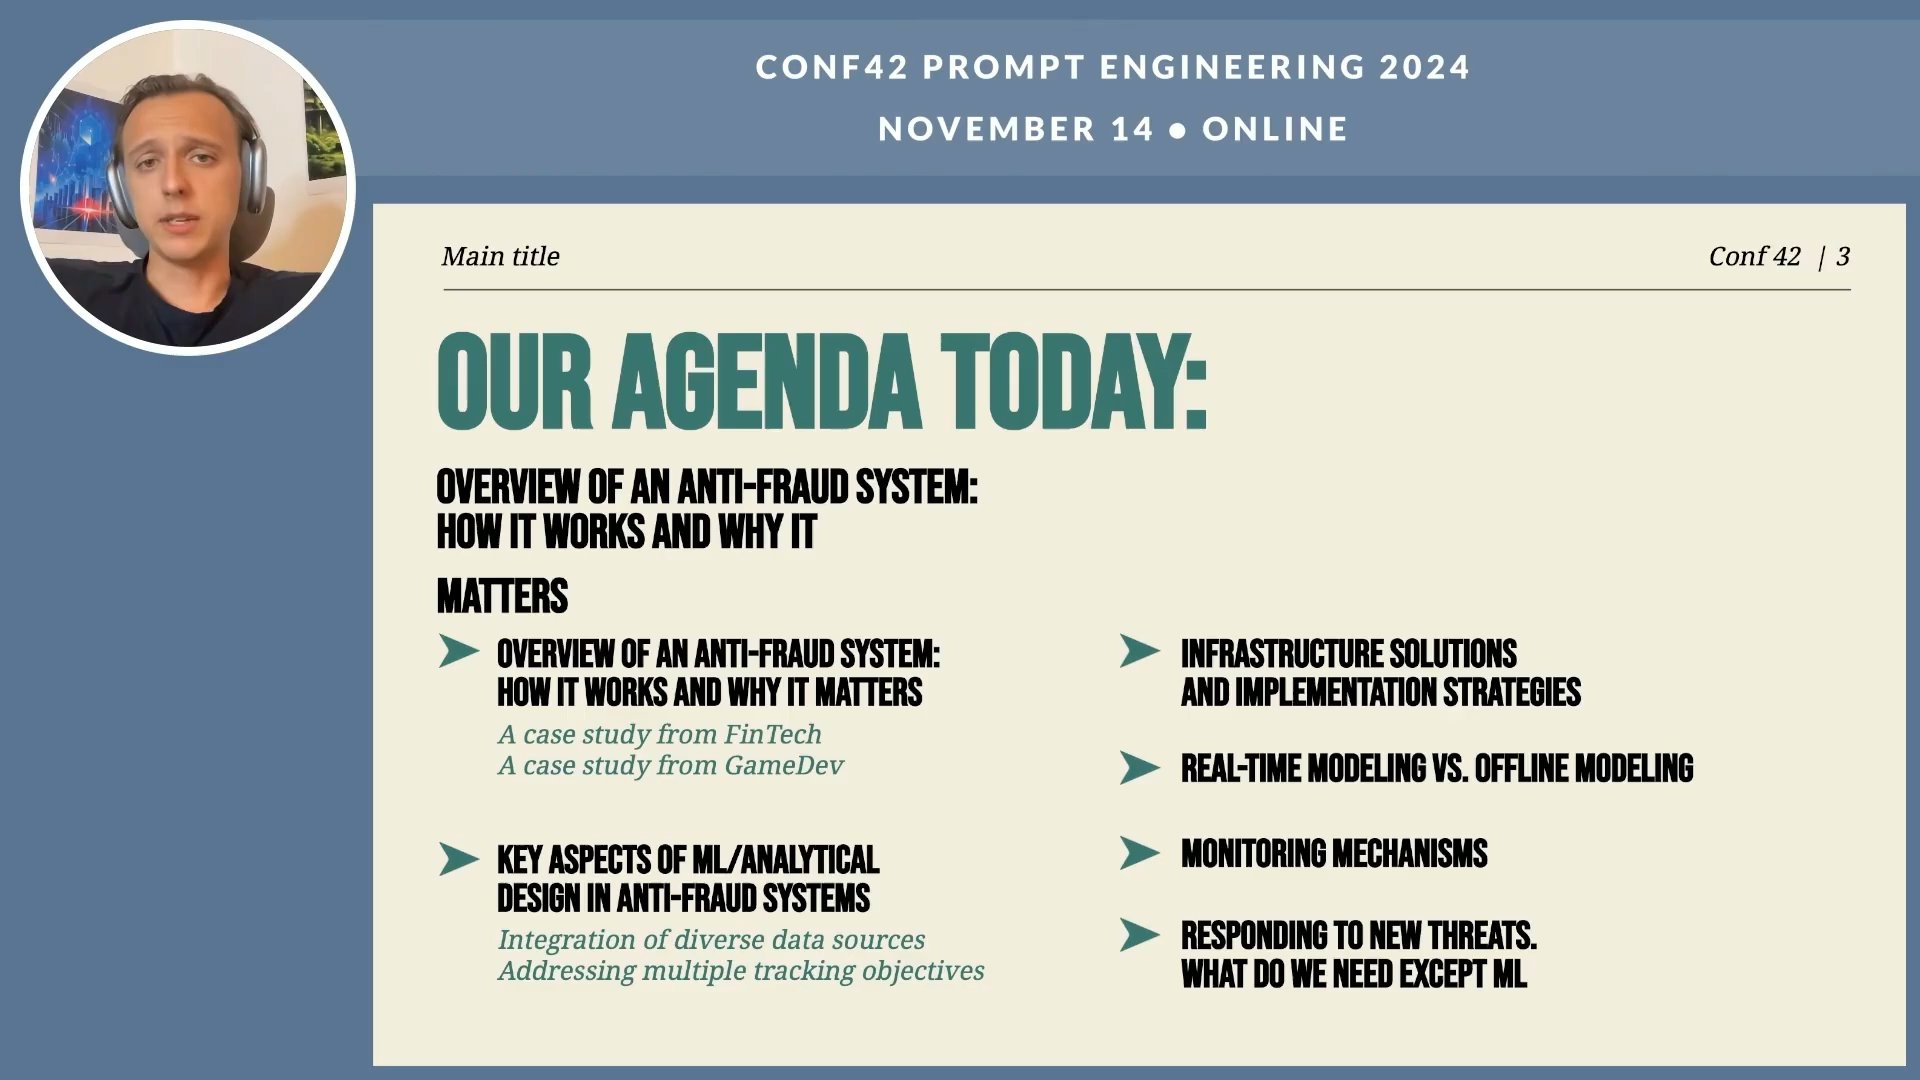 CONF42 PROMPT ENGINEERING 2024
NOVEMBER 14 ● ONLINE
Main title
Conf 42 | 3
OUR AGENDA TODAY:
OVERVIEW OF AN ANTI-FRAUD SYSTEM:
HOW IT WORKS AND WHY IT
MATTERS
OVERVIEW OF AN ANTI-FRAUD SYSTEM:
HOW IT WORKS AND WHY IT MATTERS
A case study from FinTech
A case study from GameDev
KEY ASPECTS OF ML/ANALYTICAL
DESIGN IN ANTI-FRAUD SYSTEMS
Integration of diverse data sources
Addressing multiple tracking objectives
INFRASTRUCTURE SOLUTIONS
AND IMPLEMENTATION STRATEGIES
REAL-TIME MODELING VS. OFFLINE MODELING
MONITORING MECHANISMS
RESPONDING TO NEW THREATS.
WHAT DO WE NEED EXCEPT ML